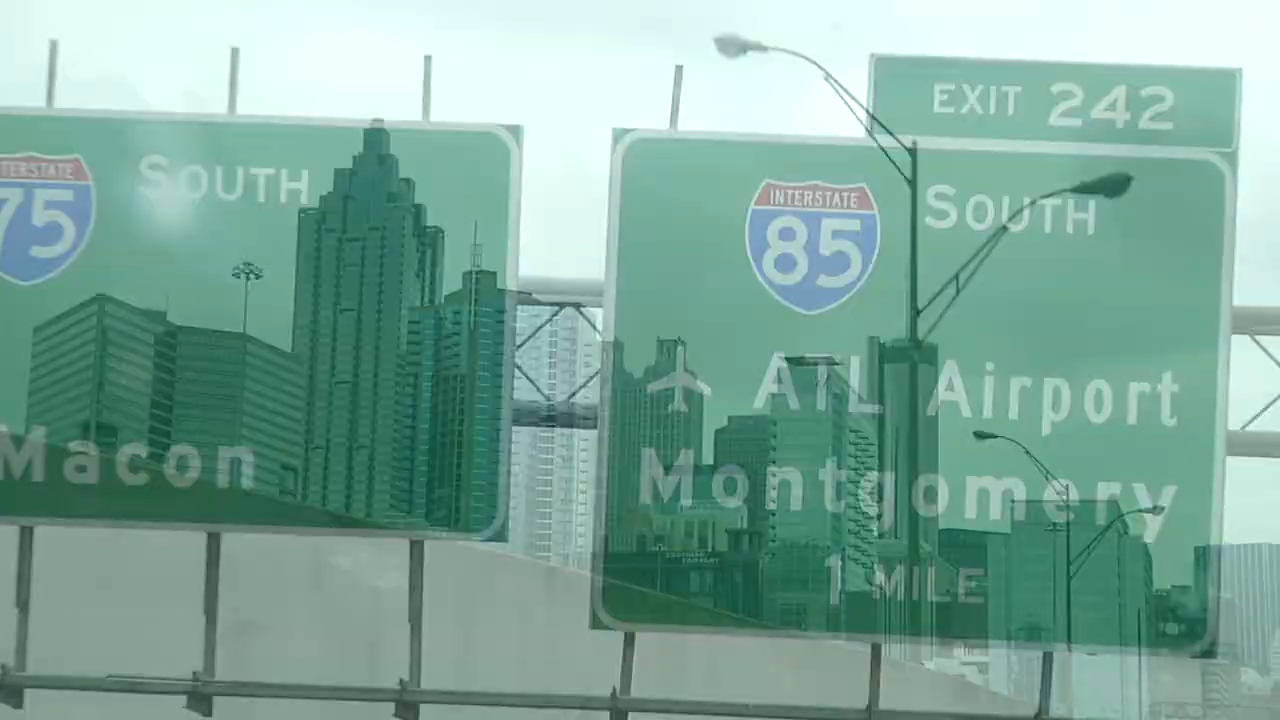 INTERSTATE
75
SOUTH
Macon
EXIT 242
INTERSTATE
85
SOUTH
ATL Airport
Montgomery
1 MILE